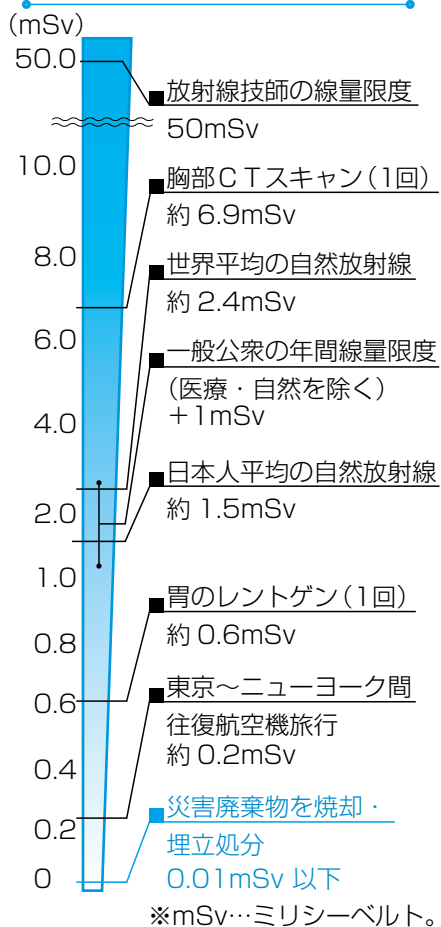 (mSv)
50.0
放射線技師の線量限度
50mSv
10.0
胸部CTスキャン(1回)
約 6.9mSv
8.0
世界平均の自然放射線
約 2.4mSv
6.0
一般公衆の年間線量限度
(医療・自然を除く)
+1mSv
4.0
日本人平均の自然放射線
約 1.5mSv
2.0
1.0
胃のレントゲン(1回)
約 0.6mSv
0.8
0.6
東京～ニューヨーク間
往復航空機旅行
約 0.2mSv
0.4
0.2
災害廃棄物を焼却・
埋立処分
0.01mSv 以下
0
※mSv…ミリシーベルト。